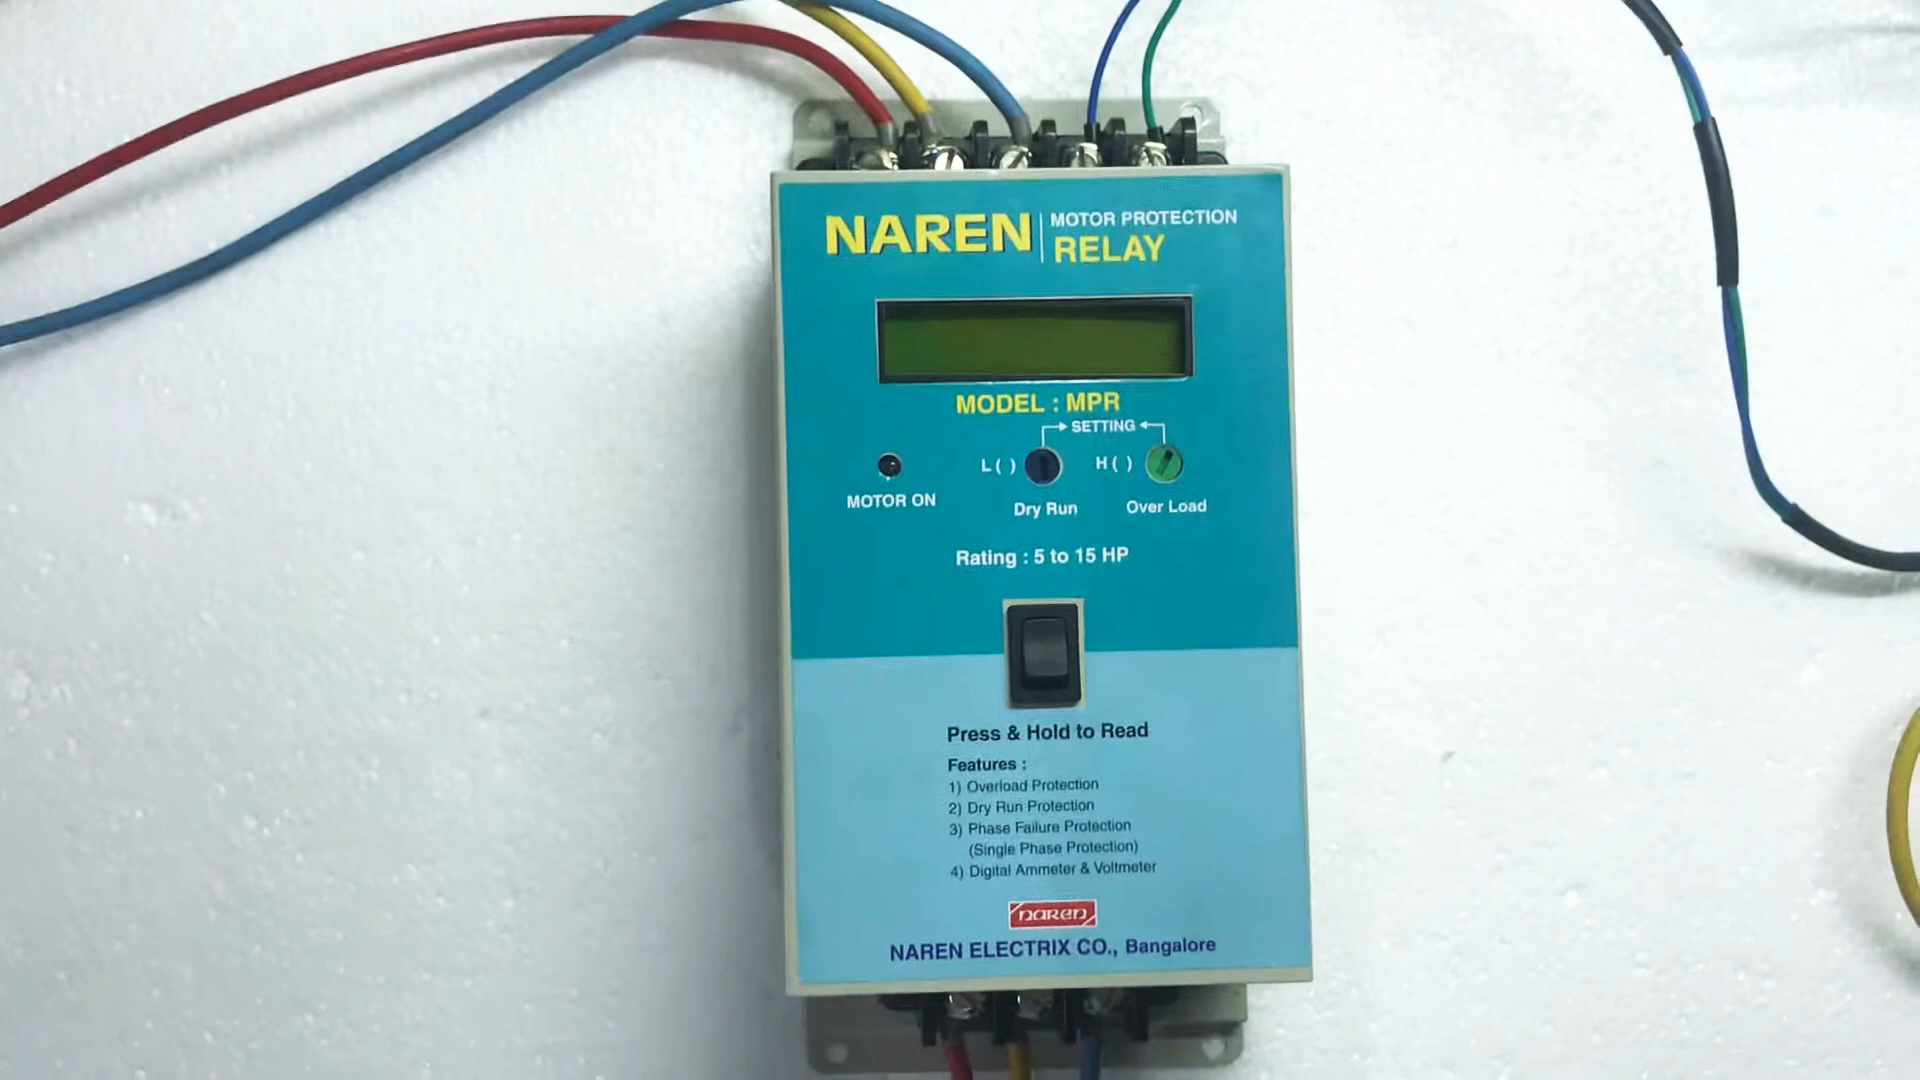 NAREN
MOTOR PROTECTION
RELAY
MODEL : MPR
SETTING
L ( )
H ( )
MOTOR ON
Dry Run
Over Load
Rating : 5 to 15 HP
Press & Hold to Read
Features :
1) Overload Protection
2) Dry Run Protection
3) Phase Failure Protection
(Single Phase Protection)
4) Digital Ammeter & Voltmeter
naren
NAREN ELECTRIX CO., Bangalore